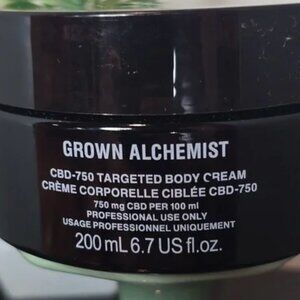 GROWN ALCHEMIST
CBD-750 TARGETED BODY CREAM
CRÈME CORPORELLE CIBLÉE CBD-750
750 mg CBD PER 100 ml
PROFESSIONAL USE ONLY
USAGE PROFESSIONNEL UNIQUEMENT
200 mL 6.7 US fl.oz.